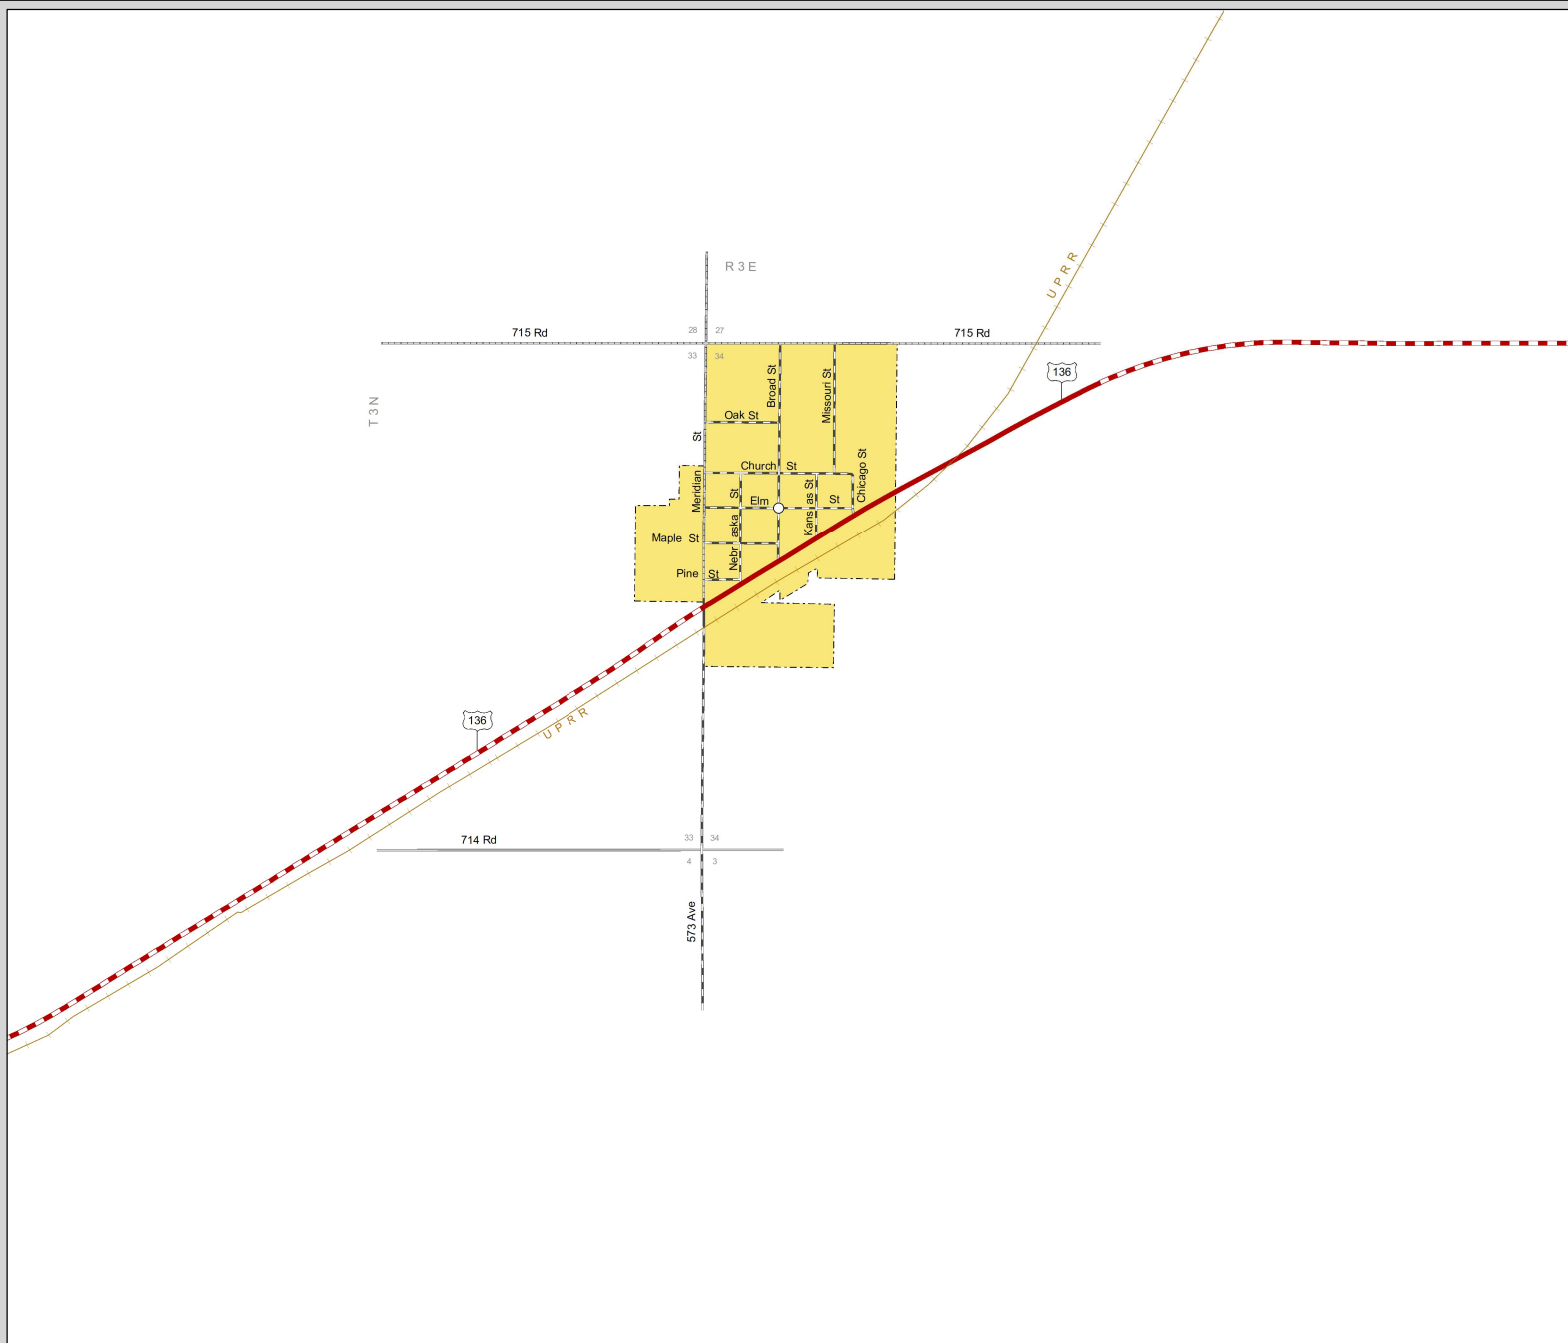 U P R R
R 3 E
28 27
715 Rd
715 Rd
33 34
136
T 3 N
Broad St
Missouri St
Oak St
Meridian St
Church St
Chicago St
Nebr aska St
Elm St
Kans as St
Maple St
Pine St
136
U P R R
714 Rd
33 34
4 3
573 Ave